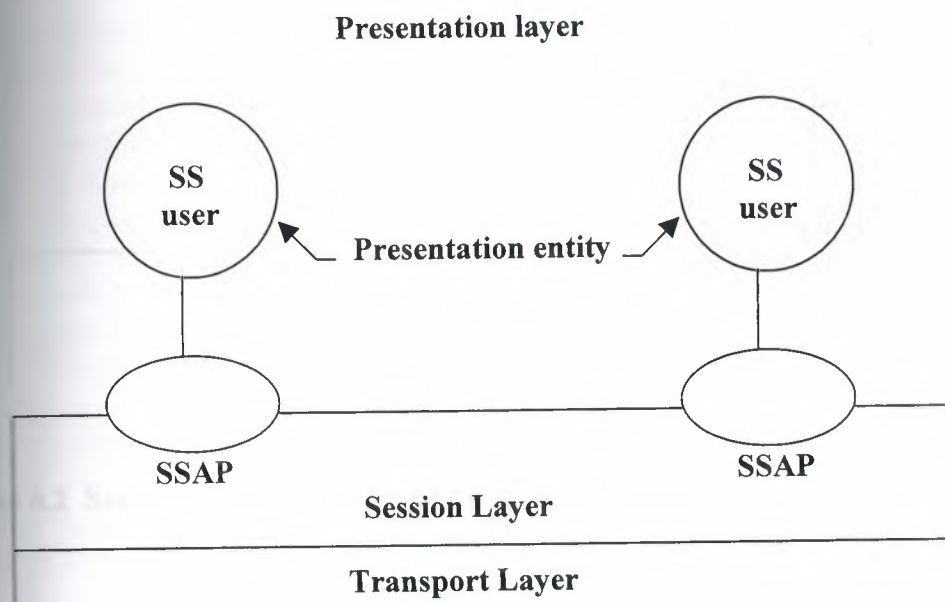 Presentation layer
SS
user
SS
user
Presentation entity
SSAP
SSAP
Session Layer
Transport Layer